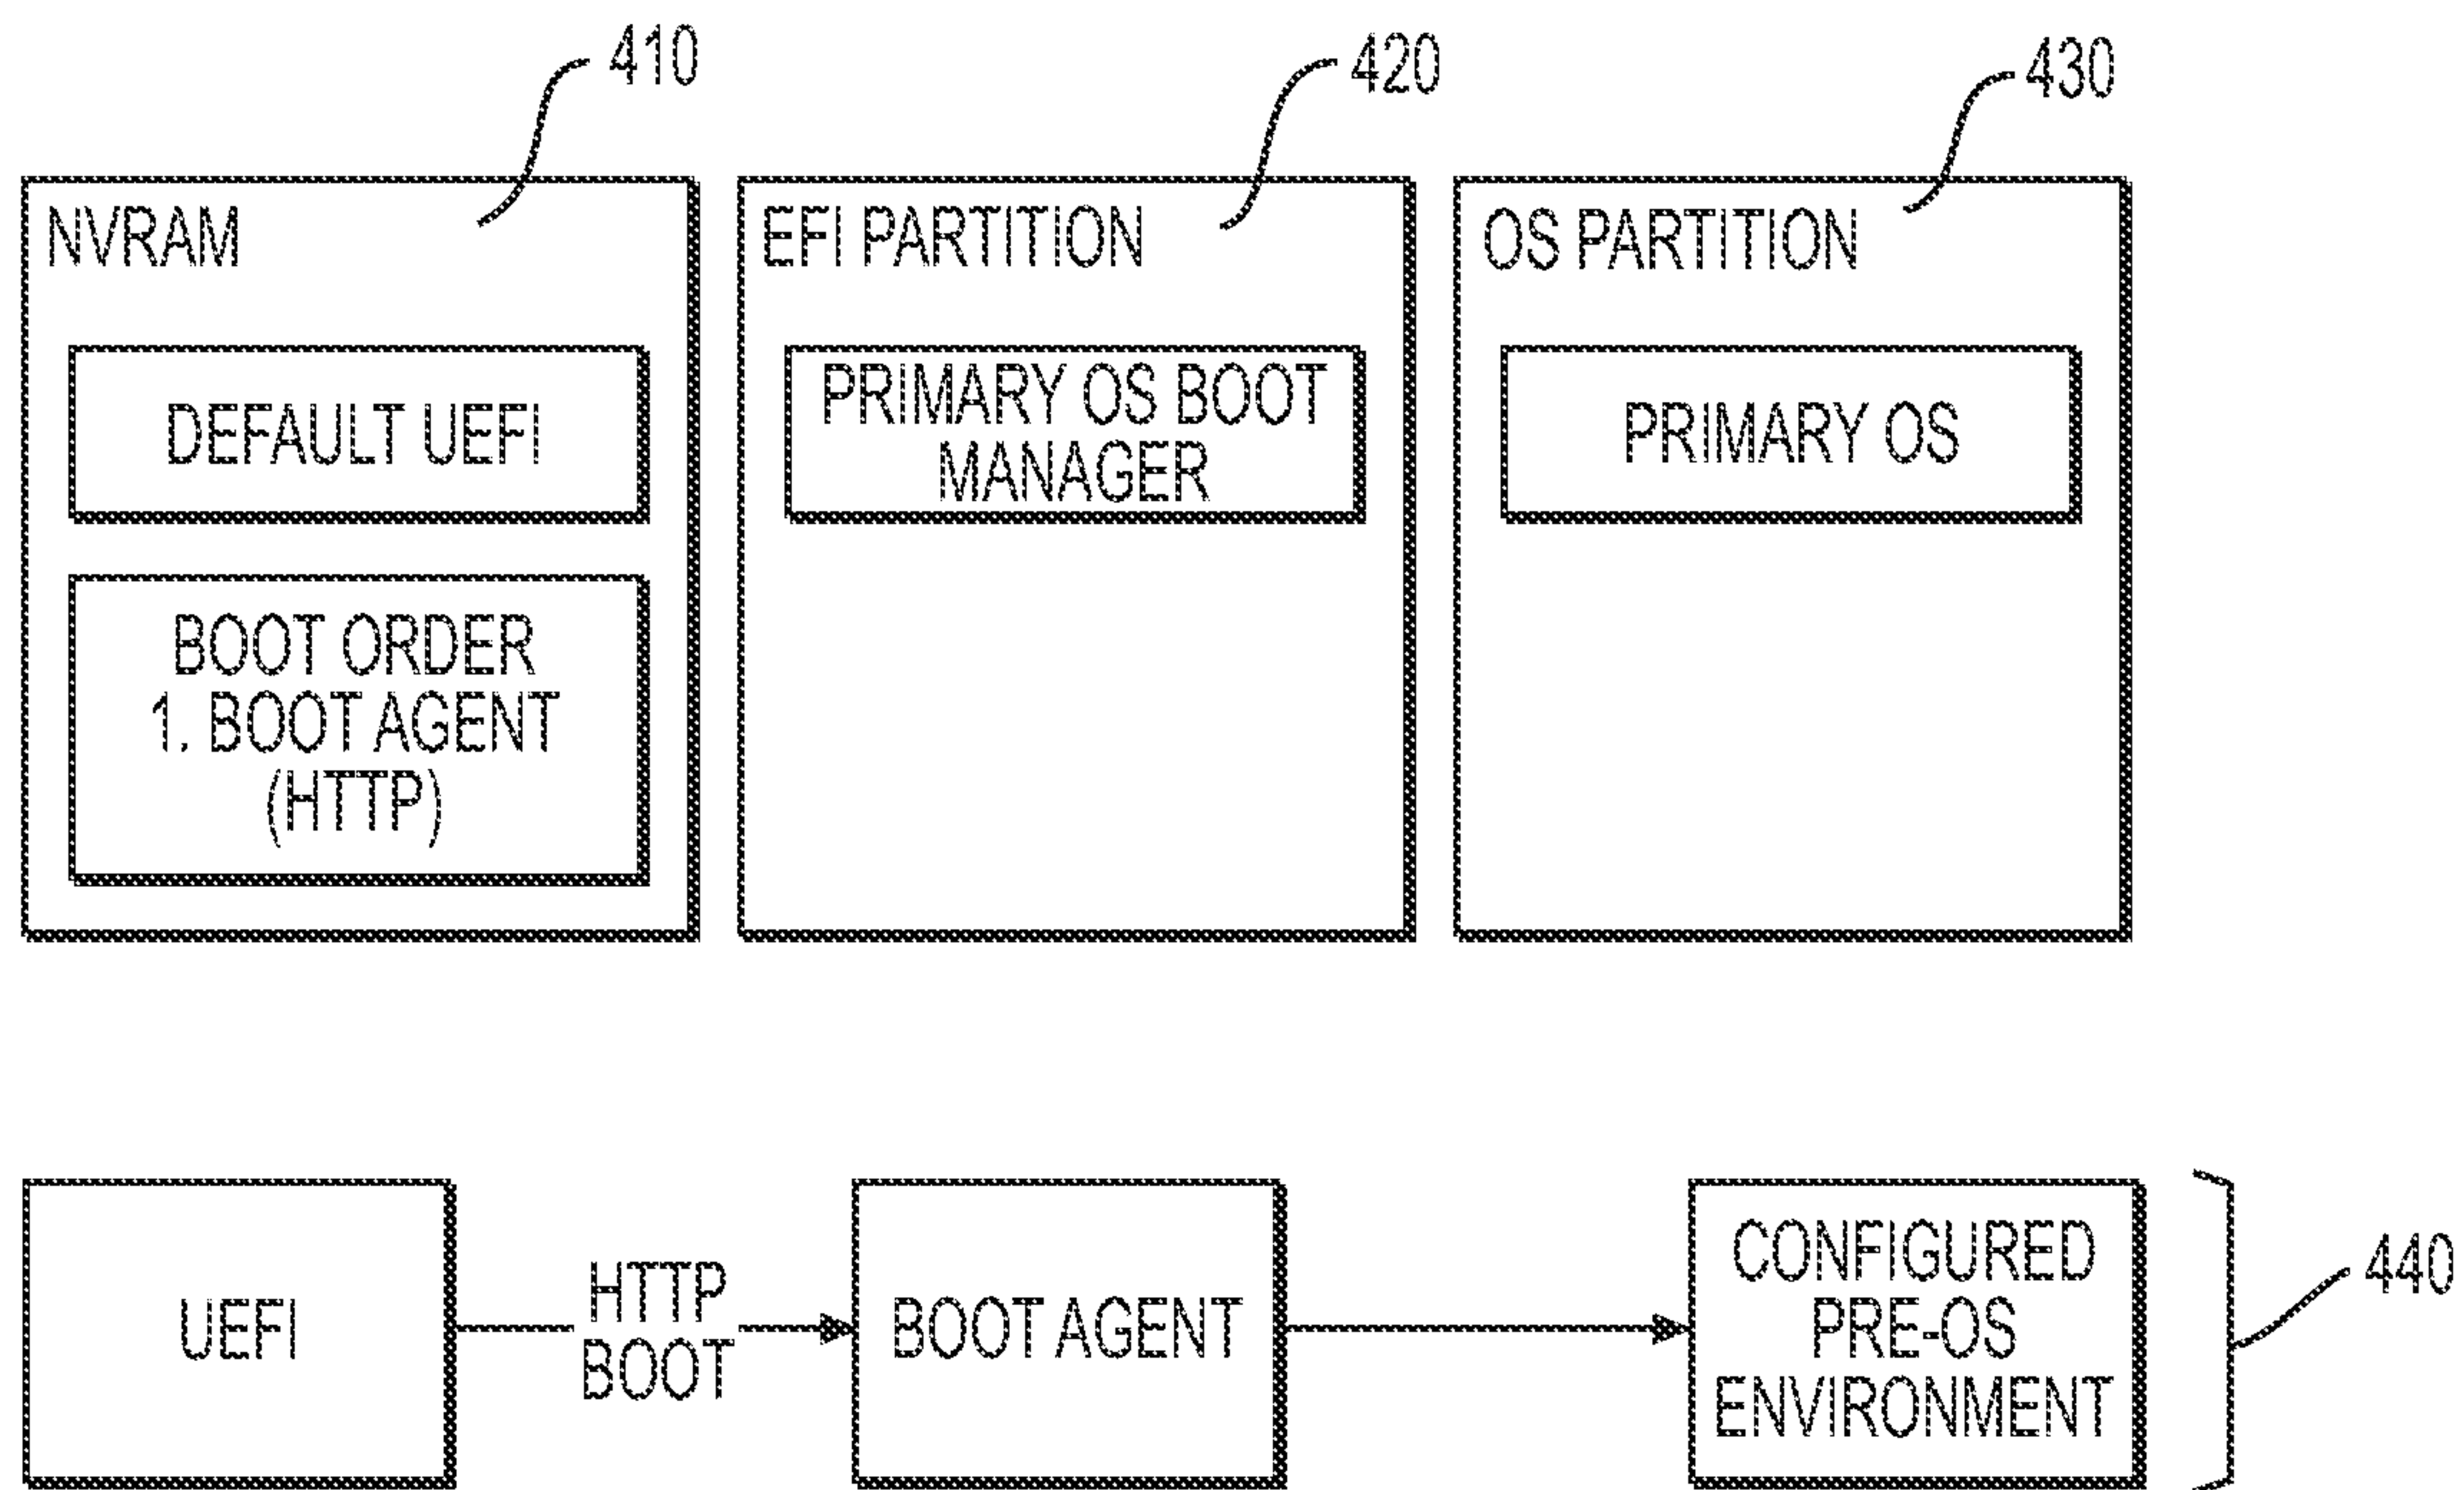 410
420
430
NVRAM
DEFAULT UEFI
BOOT ORDER
1. BOOT AGENT
(HTTP)
EFI PARTITION
PRIMARY OS BOOT
MANAGER
OS PARTITION
PRIMARY OS
UEFI
HTTP
BOOT
BOOT AGENT
CONFIGURED
PRE-OS
ENVIRONMENT
440